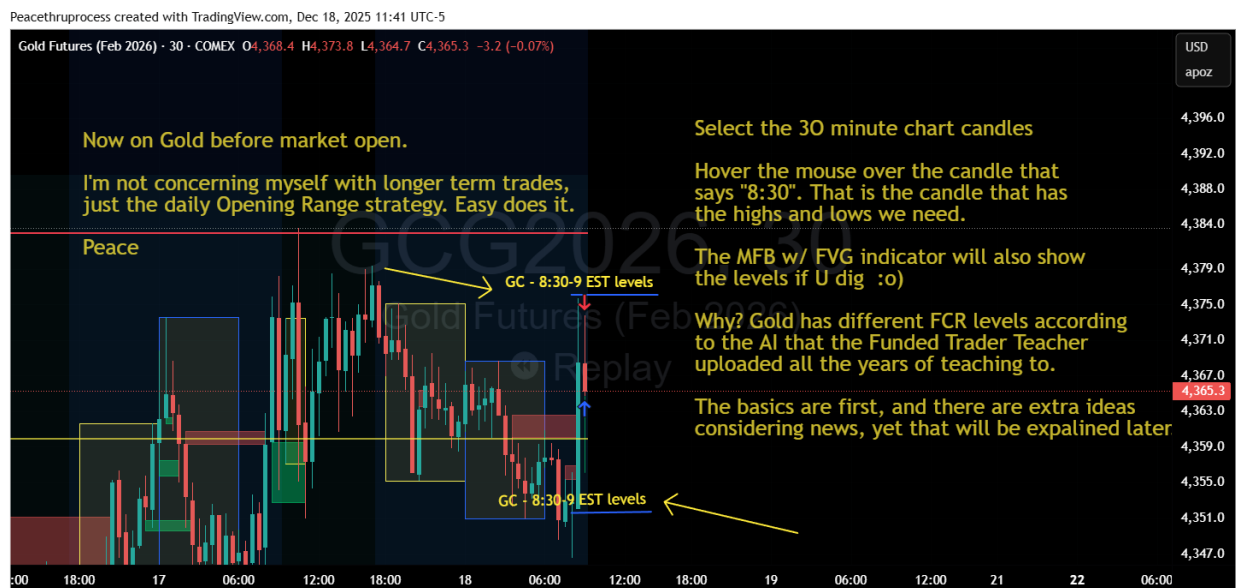 Peacethruprocess created with TradingView.com, Dec 18, 2025 11:41 UTC-5
Gold Futures (Feb 2026) · 30 · COMEX O4,368.4 H4,373.8 L4,364.7 C4,365.3 −3.2 (−0.07%)
USD
apoz
Now on Gold before market open.
I'm not concerning myself with longer term trades,
just the daily Opening Range strategy. Easy does it.
Peace
Select the 30 minute chart candles
Hover the mouse over the candle that
says "8:30". That is the candle that has
the highs and lows we need.
The MFB w/ FVG indicator will also show
the levels if U dig :o)
Why? Gold has different FCR levels according
to the AI that the Funded Trader Teacher
uploaded all the years of teaching to.
The basics are first, and there are extra ideas
considering news, yet that will be expalined later
GCG2026, 30
Gold Futures (Feb 2026)
Replay
GC - 8:30-9 EST levels
GC - 8:30-9 EST levels
4,396.0
4,392.0
4,388.0
4,384.0
4,379.0
4,375.0
4,371.0
4,367.0
4,365.3
4,363.0
4,359.0
4,355.0
4,351.0
4,347.0
:00 18:00 17 06:00 12:00 18:00 18 06:00 12:00 18:00 19 06:00 12:00 21 22 06:00